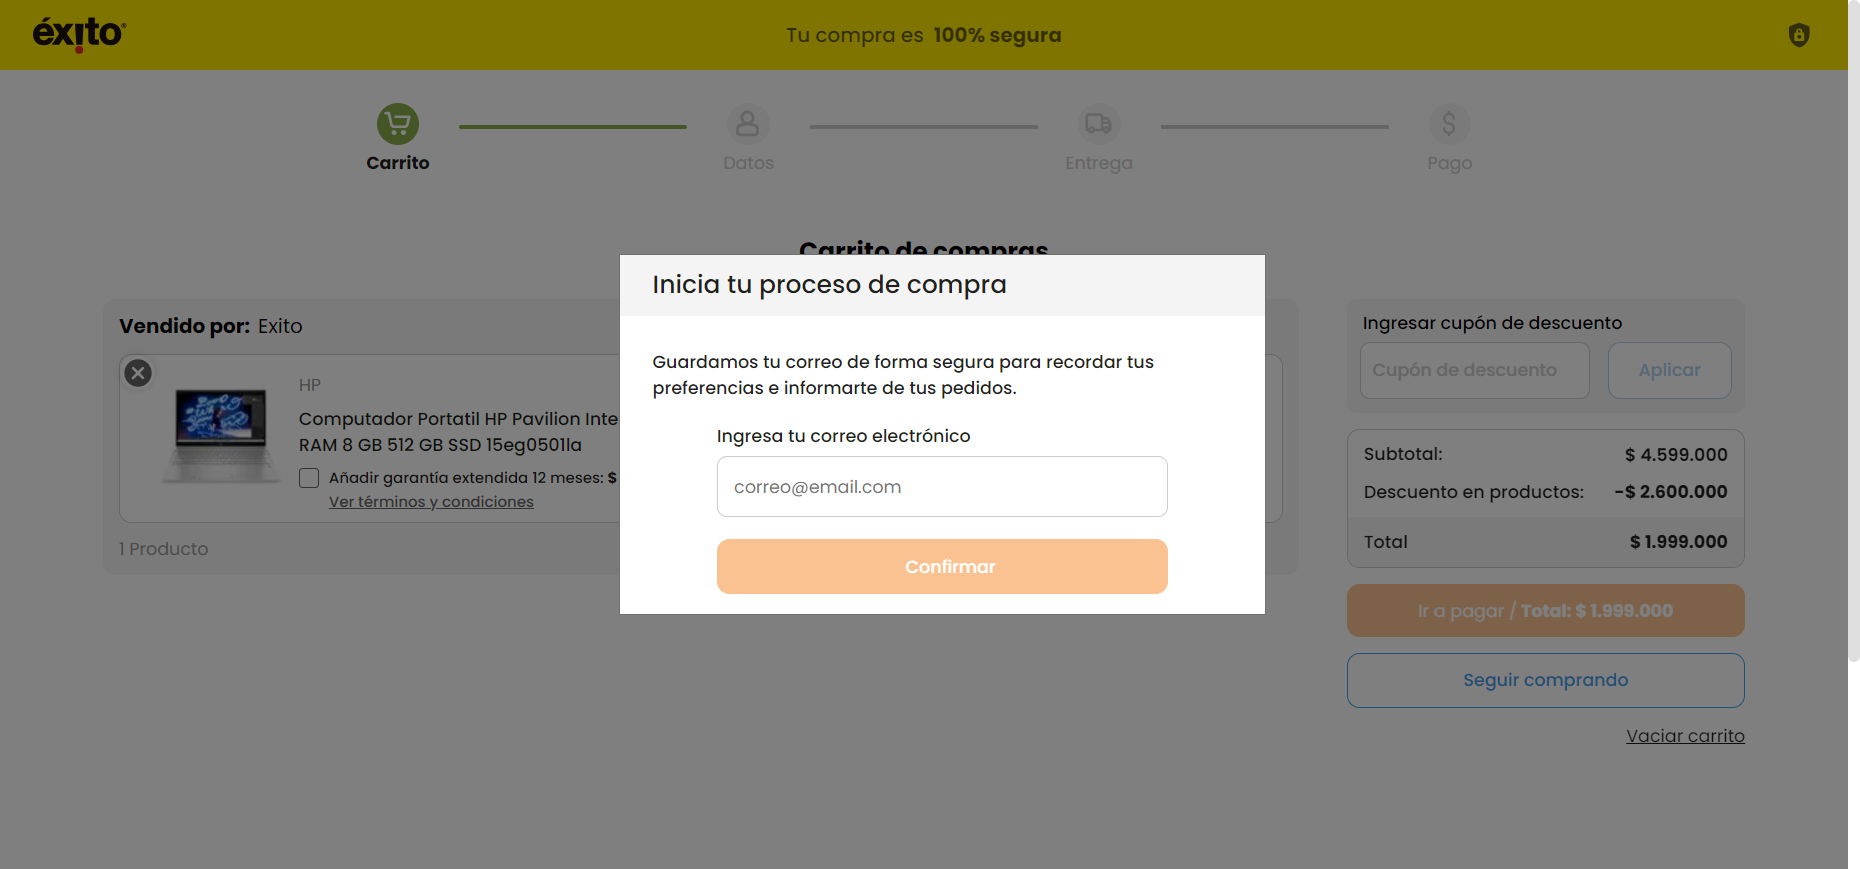 éxito
Tu compra es 100% segura
Carrito
Datos
Entrega
Pago
Carrito de compras
Inicia tu proceso de compra
Guardamos tu correo de forma segura para recordar tus
preferencias e informarte de tus pedidos.
Ingresa tu correo electrónico
correo@email.com
Confirmar
Vendido por: Exito
HP
Computador Portatil HP Pavilion Inte
RAM 8 GB 512 GB SSD 15eg0501la
Añadir garantía extendida 12 meses: $
Ver términos y condiciones
1 Producto
Ingresar cupón de descuento
Cupón de descuento
Aplicar
Subtotal: $ 4.599.000
Descuento en productos: -$ 2.600.000
Total $ 1.999.000
Ir a pagar / Total: $ 1.999.000
Seguir comprando
Vaciar carrito